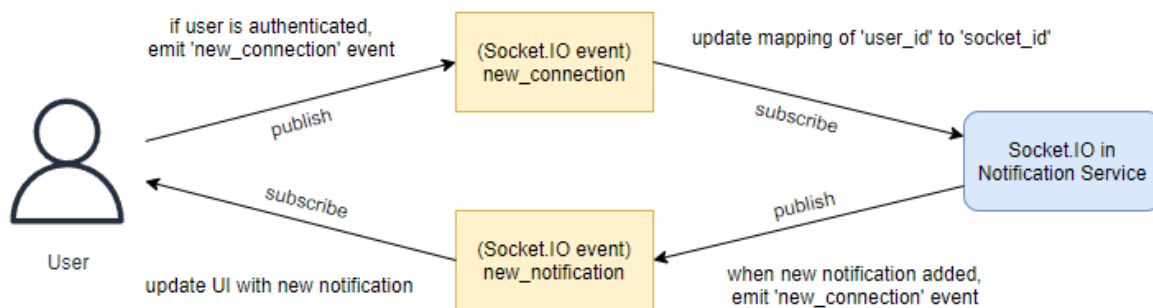 if user is authenticated,
emit 'new_connection' event
(Socket.IO event)
new_connection
update mapping of 'user_id' to 'socket_id'
publish
subscribe
Socket.IO in
Notification Service
User
subscribe
publish
(Socket.IO event)
new_notification
update UI with new notification
when new notification added,
emit 'new_connection' event